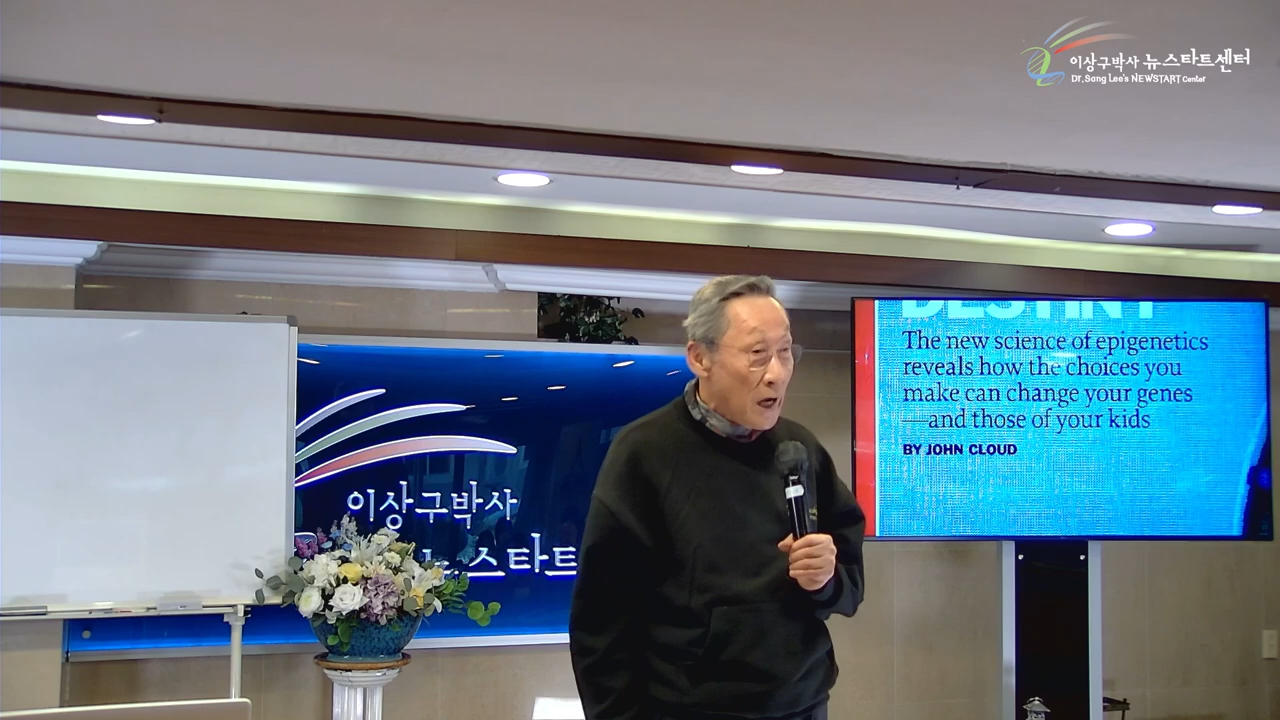 이상구박사 뉴스타트센터
Dr. Sang Lee's NEWSTART Center
DESTINY
The new science of epigenetics
reveals how the choices you
make can change your genes
—and those of your kids
BY JOHN CLOUD
이상구박사
뉴스타트